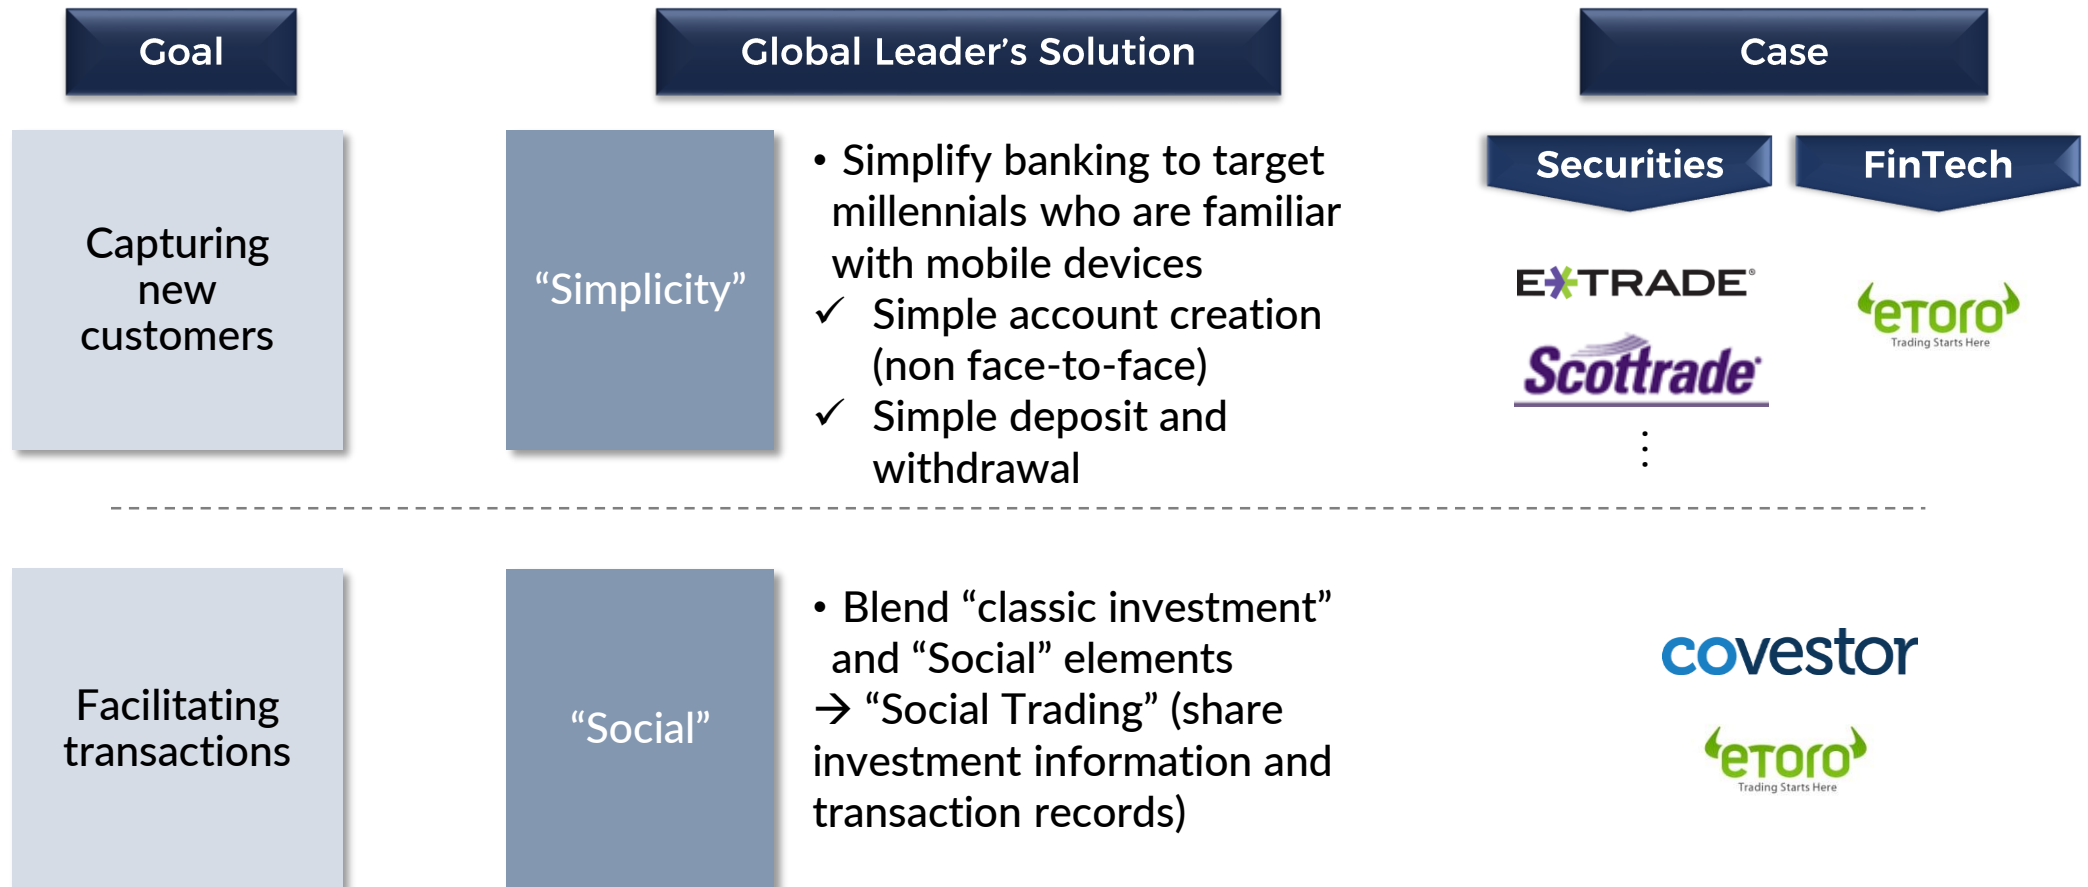 Goal
Global Leader’s Solution
Case
Capturing
new
customers
“Simplicity”
• Simplify banking to target
millennials who are familiar
with mobile devices
✓ Simple account creation
(non face-to-face)
✓ Simple deposit and
withdrawal
Securities
FinTech
E*TRADE®
Scottrade®
⋮
eToro
Trading Starts Here
Facilitating
transactions
“Social”
• Blend “classic investment”
and “Social” elements
→ “Social Trading” (share
investment information and
transaction records)
covestor
eToro
Trading Starts Here